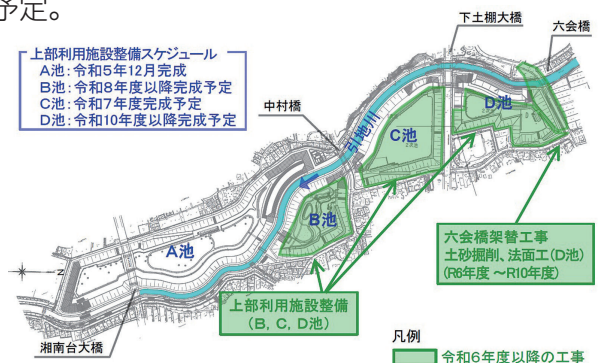 予定。
上部利用施設整備スケジュール
A池：令和5年12月完成
B池：令和8年度以降完成予定
C池：令和7年度完成予定
D池：令和10年度以降完成予定
下土棚大橋
六会橋
中村橋
引地川
D池
C池
B池
A池
N
六会橋架替工事
土砂掘削、法面工(D池)
(R6年度～R10年度)
上部利用施設整備
（B, C, D池）
湘南台大橋
凡例
令和6年度以降の工事